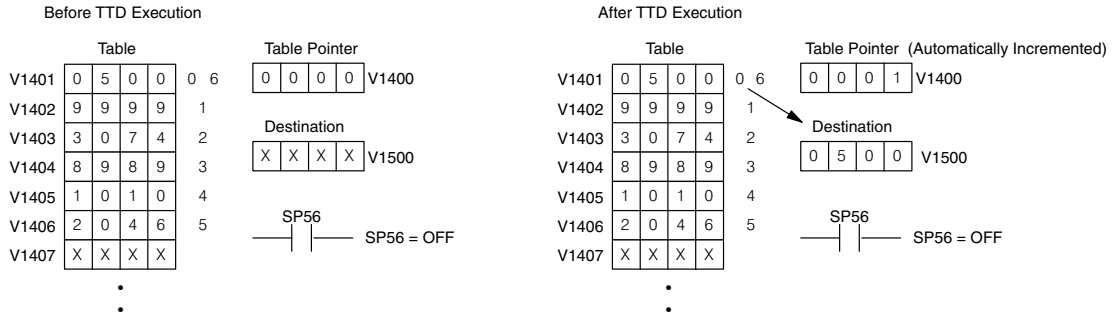 Before TTD Execution
Table
Table Pointer
V1401 0 5 0 0 0 6
0 0 0 0 V1400
V1402 9 9 9 9 1
V1403 3 0 7 4 2
Destination
X X X X V1500
V1404 8 9 8 9 3
V1405 1 0 1 0 4
V1406 2 0 4 6 5
V1407 X X X X
SP56
SP56 = OFF
After TTD Execution
Table
Table Pointer (Automatically Incremented)
V1401 0 5 0 0 0 6
0 0 0 1 V1400
V1402 9 9 9 9 1
V1403 3 0 7 4 2
Destination
0 5 0 0 V1500
V1404 8 9 8 9 3
V1405 1 0 1 0 4
V1406 2 0 4 6 5
V1407 X X X X
SP56
SP56 = OFF